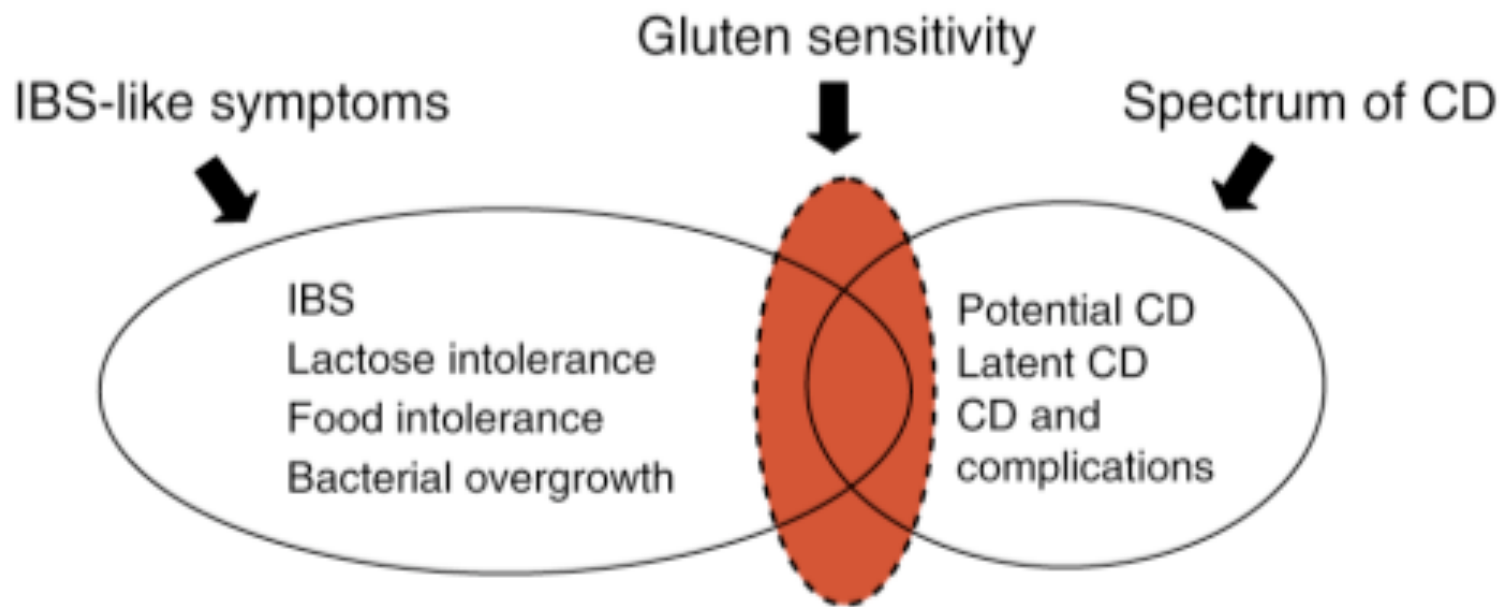 Gluten sensitivity
IBS-like symptoms
Spectrum of CD
IBS
Lactose intolerance
Food intolerance
Bacterial overgrowth
Potential CD
Latent CD
CD and
complications